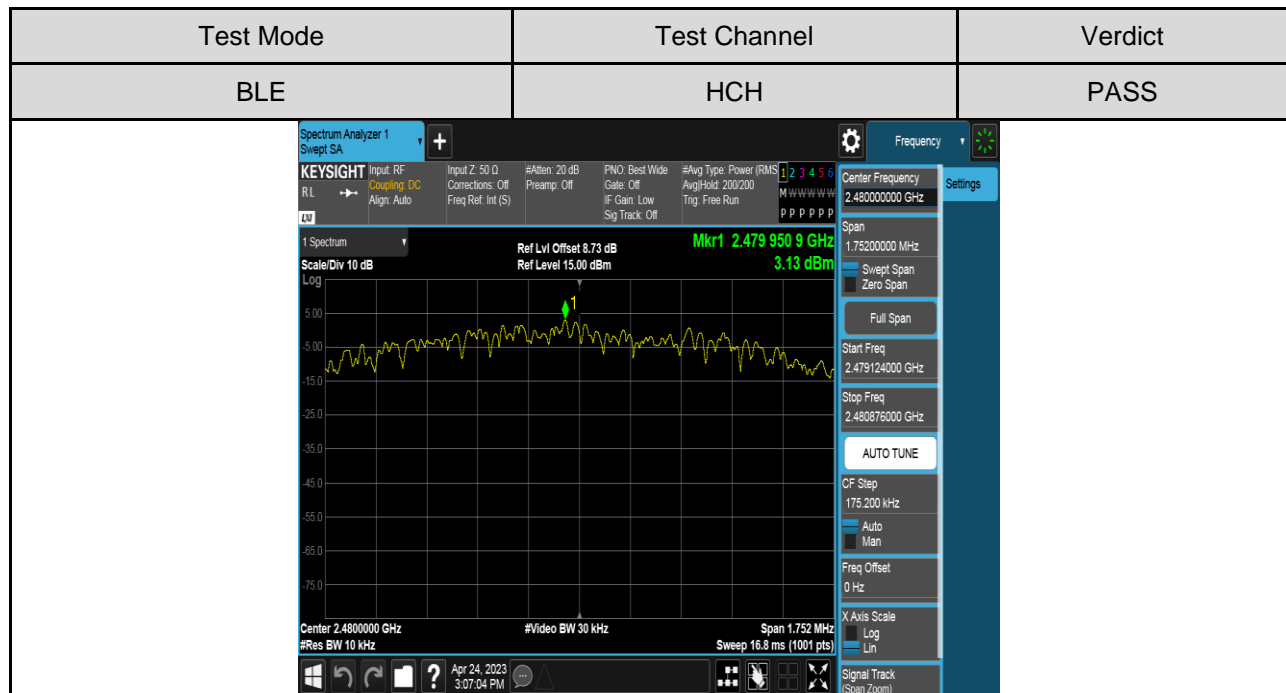 Test Mode Test Channel Verdict
BLE HCH PASS
Spectrum Analyzer 1
Swept SA
+
Frequency
KEYSIGHT
RL
LXI
Input: RF
Coupling: DC
Align: Auto
Input Z: 50 Ω
Corrections: Off
Freq Ref: Int (S)
#Atten: 20 dB
Preamp: Off
PNO: Best Wide
Gate: Off
IF Gain: Low
Sig Track: Off
#Avg Type: Power (RMS
Avg|Hold: 200/200
Trig: Free Run
1 2 3 4 5 6
M W W W W W
P P P P P P
1 Spectrum
Scale/Div 10 dB
Log
Ref Lvl Offset 8.73 dB
Ref Level 15.00 dBm
Mkr1 2.479 950 9 GHz
3.13 dBm
1
5.00
-5.00
-15.0
-25.0
-35.0
-45.0
-55.0
-65.0
-75.0
Center 2.4800000 GHz
#Video BW 30 kHz
Span 1.752 MHz
#Res BW 10 kHz
Sweep 16.8 ms (1001 pts)
Center Frequency
2.480000000 GHz
Settings
Span
1.75200000 MHz
Swept Span
Zero Span
Full Span
Start Freq
2.479124000 GHz
Stop Freq
2.480876000 GHz
AUTO TUNE
CF Step
175.200 kHz
Auto
Man
Freq Offset
0 Hz
X Axis Scale
Log
Lin
Signal Track
(Span Zoom)
?
Apr 24, 2023
3:07:04 PM